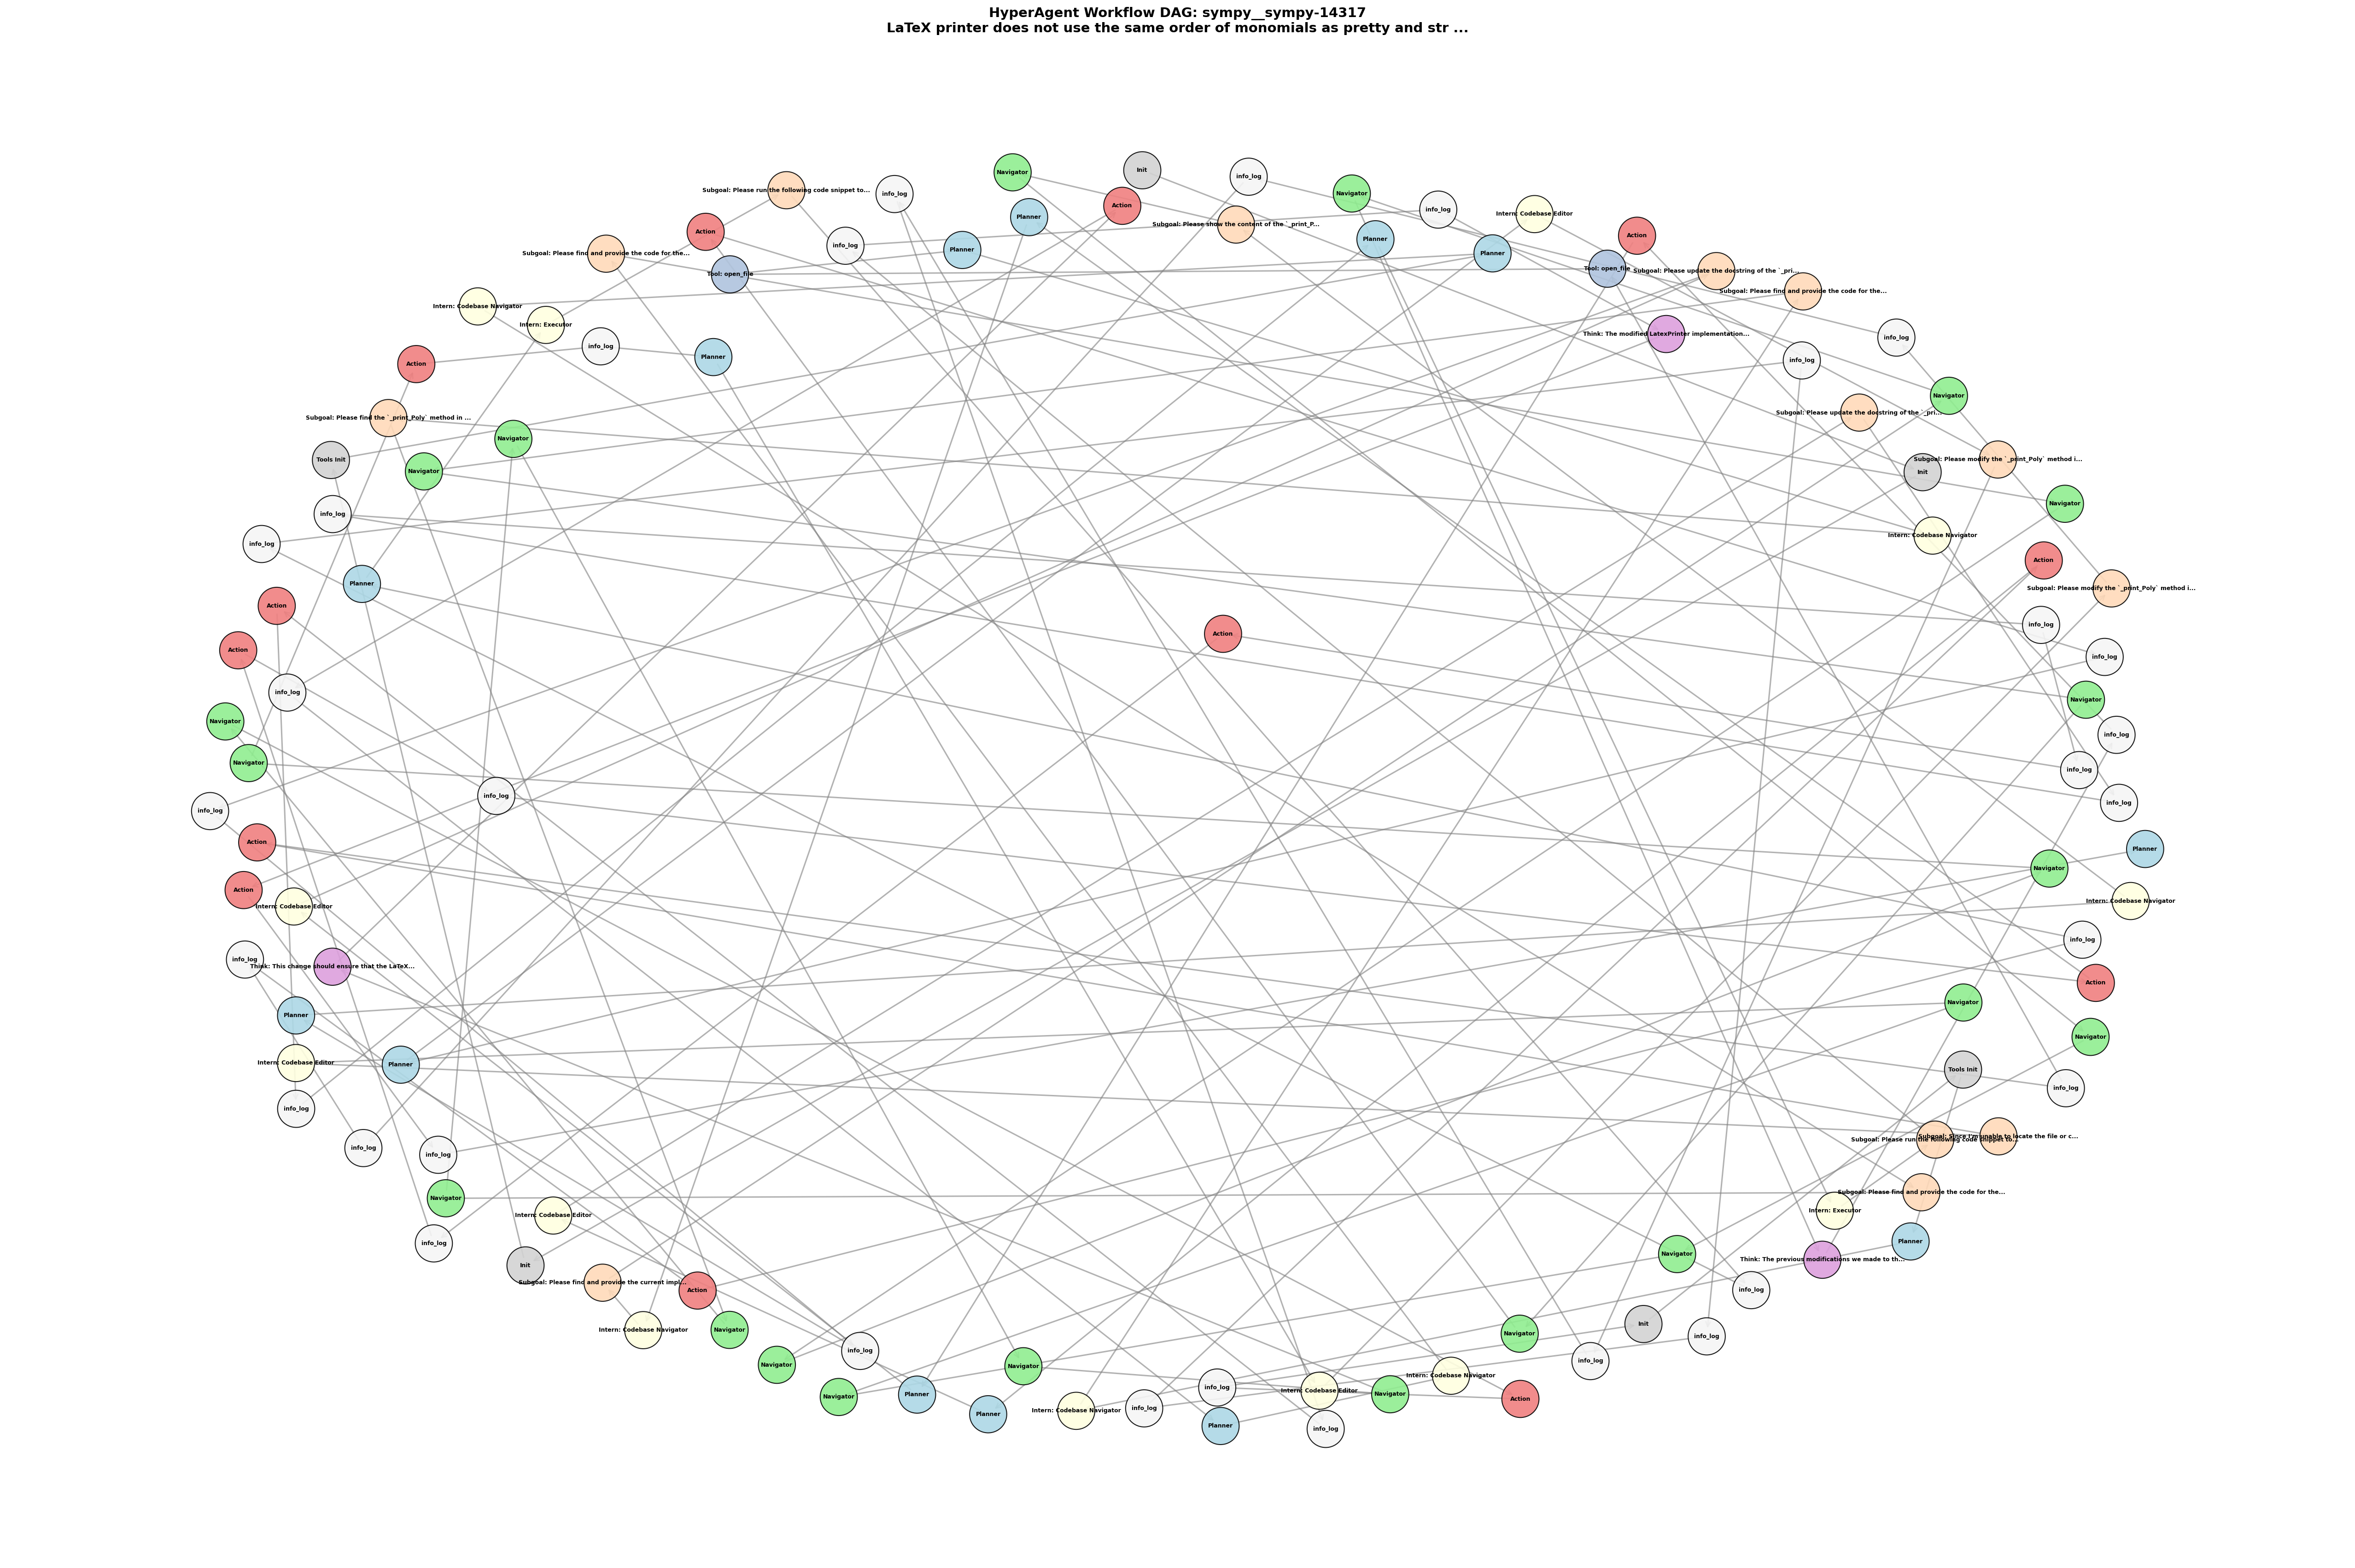 HyperAgent Workflow DAG: sympy__sympy-14317
LaTeX printer does not use the same order of monomials as pretty and str ...
Init
Navigator
info_log
Subgoal: Please run the following code snippet to...
info_log
Navigator
Action
info_log
Intern: Codebase Editor
Planner
Subgoal: Please show the content of the `_print_P...
Action
Action
Planner
info_log
Planner
Subgoal: Please find and provide the code for the...
Planner
Tool: open_file
Subgoal: Please update the docstring of the `_pri...
Tool: open_file
Subgoal: Please find and provide the code for the...
Intern: Codebase Navigator
Intern: Executor
Think: The modified LatexPrinter implementation...
info_log
info_log
Planner
info_log
Action
Navigator
Subgoal: Please update the docstring of the `_pri...
Subgoal: Please find the `_print_Poly` method in ...
Navigator
Tools Init
Subgoal: Please modify the `_print_Poly` method i...
Navigator
Init
Navigator
info_log
Intern: Codebase Navigator
info_log
Action
Planner
Subgoal: Please modify the `_print_Poly` method i...
Action
info_log
Action
Action
info_log
info_log
Navigator
Navigator
info_log
Navigator
info_log
info_log
info_log
info_log
Action
Planner
Navigator
Action
Intern: Codebase Navigator
Intern: Codebase Editor
info_log
info_log
Think: This change should ensure that the LaTeX...
Action
Navigator
Planner
Navigator
Intern: Codebase Editor
Planner
Tools Init
info_log
info_log
Subgoal: Since I'm unable to locate the file or c...
Subgoal: Please run the following code snippet to...
info_log
info_log
Subgoal: Please find and provide the code for the...
Navigator
Intern: Executor
Intern: Codebase Editor
Planner
info_log
Navigator
Think: The previous modifications we made to th...
Init
Subgoal: Please find and provide the current impl...
Action
info_log
Init
Intern: Codebase Navigator
Navigator
Navigator
info_log
info_log
info_log
Navigator
Navigator
Intern: Codebase Navigator
info_log
Intern: Codebase Editor
Planner
Navigator
Navigator
Action
info_log
Intern: Codebase Navigator
Planner
Planner
info_log